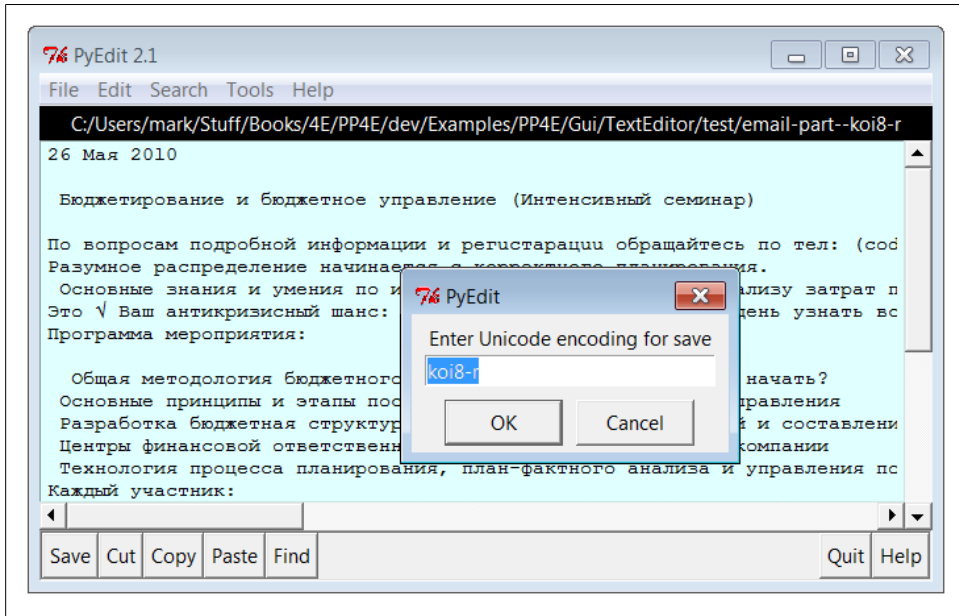 PyEdit 2.1
File Edit Search Tools Help
C:/Users/mark/Stuff/Books/4E/PP4E/dev/Examples/PP4E/Gui/TextEditor/test/email-part--koi8-r
26 Мая 2010
Бюджетирование и бюджетное управление (Интенсивный семинар)
По вопросам подробной информации и регuстарацuu обращайтесь по тел: (cod
Разумное распределение начинается с корректного планирования.
Основные знания и умения по и ализу затрат п
Это √ Ваш антикризисный шанс: день узнать вс
Программа мероприятия:
Общая методология бюджетного начать?
Основные принципы и этапы пос правления
Разработка бюджетная структур й и составлени
Центры финансовой ответственн компании
Технология процесса планирования, план-фактного анализа и управления пс
Каждый участник:
PyEdit
Enter Unicode encoding for save
koi8-r
OK Cancel
Save Cut Copy Paste Find Quit Help